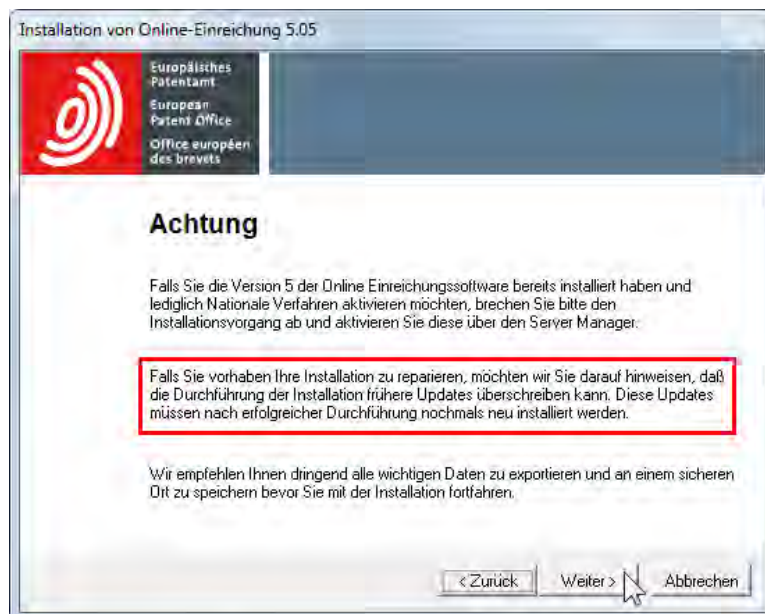 Installation von Online-Einreichung 5.05
Europäisches
Patentamt
European
Patent Office
Office européen
des brevets
Achtung
Falls Sie die Version 5 der Online Einreichungssoftware bereits installiert haben und
lediglich Nationale Verfahren aktivieren möchten, brechen Sie bitte den
Installationsvorgang ab und aktivieren Sie diese über den Server Manager.
Falls Sie vorhaben Ihre Installation zu reparieren, möchten wir Sie darauf hinweisen, daß
die Durchführung der Installation frühere Updates überschreiben kann. Diese Updates
müssen nach erfolgreicher Durchführung nochmals neu installiert werden.
Wir empfehlen Ihnen dringend alle wichtigen Daten zu exportieren und an einem sicheren
Ort zu speichern bevor Sie mit der Installation fortfahren.
< Zurück Weiter > Abbrechen